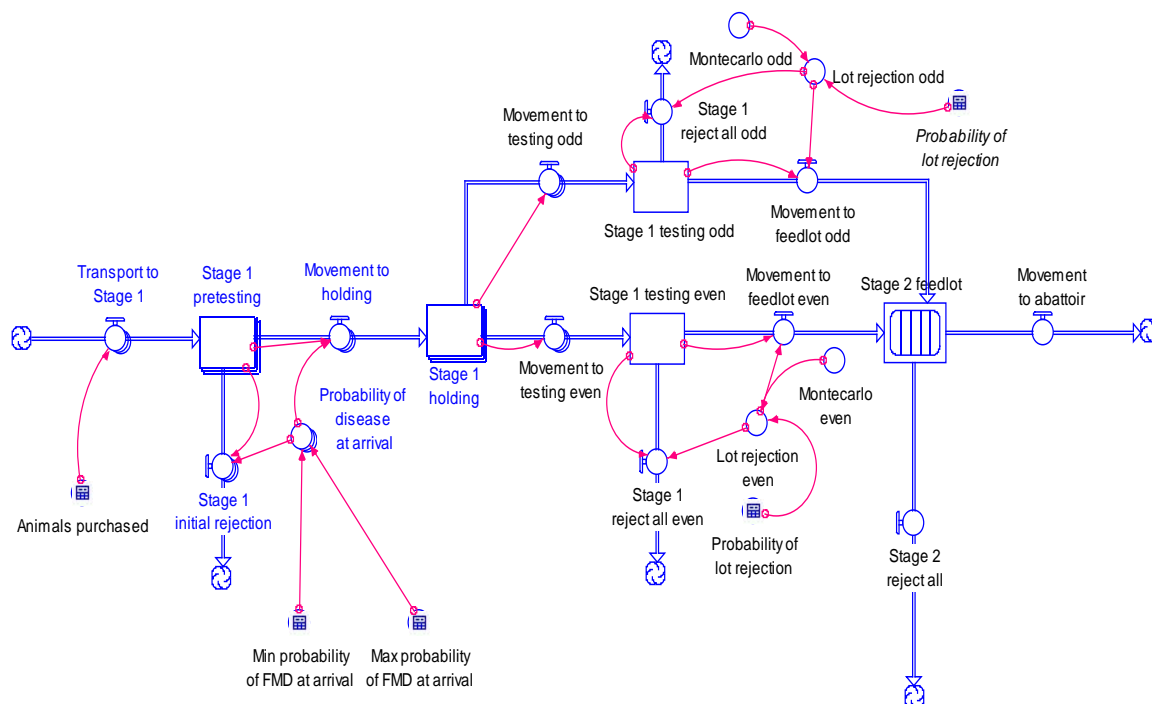 Montecarlo odd
Lot rejection odd
Probability of
lot rejection
Stage 1
reject all odd
Movement to
testing odd
Stage 1 testing odd
Movement to
feedlot odd
Transport to
Stage 1
Stage 1
pretesting
Movement to
holding
Stage 1 testing even
Movement to
feedlot even
Stage 2 feedlot
Movement
to abattoir
Stage 1
holding
Movement to
testing even
Probability of
disease
at arrival
Montecarlo
even
Lot rejection
even
Animals purchased
Stage 1
initial rejection
Stage 1
reject all even
Probability of
lot rejection
Stage 2
reject all
Min probability
of FMD at arrival
Max probability
of FMD at arrival